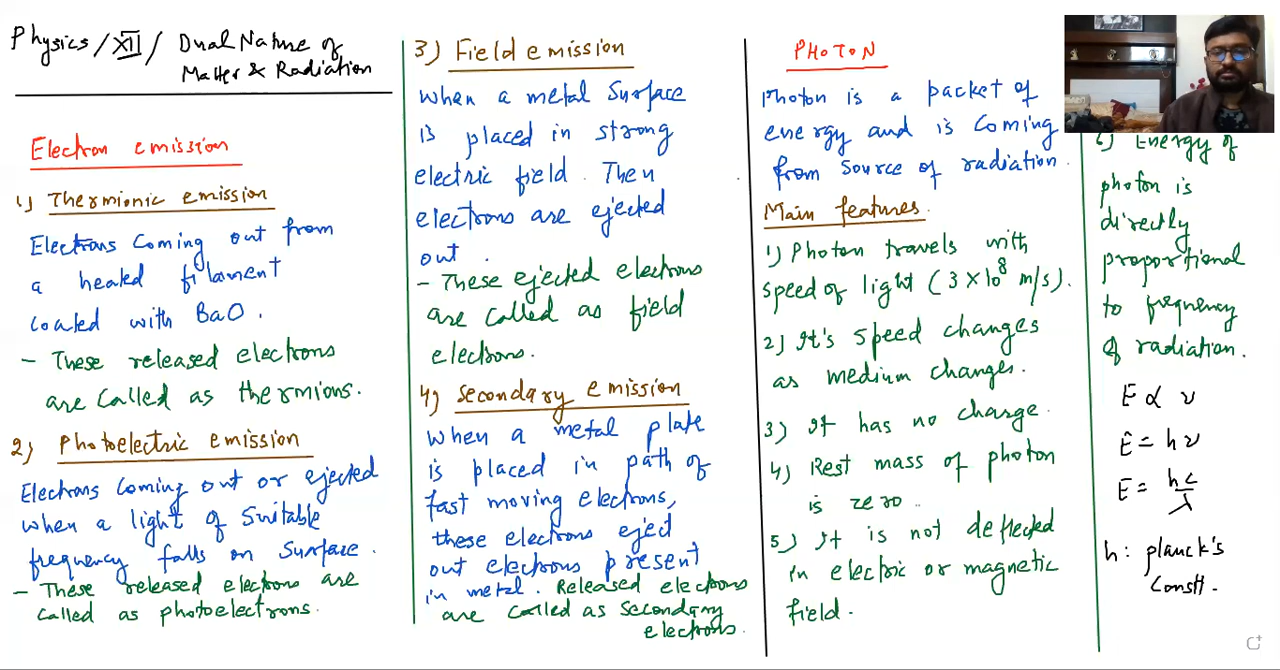 Physics / XII / Dual Nature of
Matter & Radiation
Electron emission
1) Thermionic emission
Electrons coming out from
a heated filament
coated with BaO.
- These released electrons
are called as thermions.
2) Photoelectric emission
Electrons coming out or ejected
when a light of suitable
frequency falls on surface.
- These released electrons are
called as photoelectrons.
3) Field emission
When a metal surface
is placed in strong
electric field. Then
electrons are ejected
out.
- These ejected electrons
are called as field
electrons.
4) Secondary emission
When a metal plate
is placed in path of
fast moving electrons,
these electrons eject
out electrons present
in metal. Released electrons
are called as secondary
electrons.
PHOTON
Photon is a packet of
energy and is coming
from source of radiation.
Main features.
1) Photon travels with
speed of light (3 × 10⁸ m/s).
2) It's speed changes
as medium changes.
3) It has no charge.
4) Rest mass of photon
is zero.
5) It is not deflected
in electric or magnetic
field.
6) Energy of
photon is
directly
proportional
to frequency
of radiation.
E ∝ ν
E = hν
E = hc/λ
h: planck's
constt.